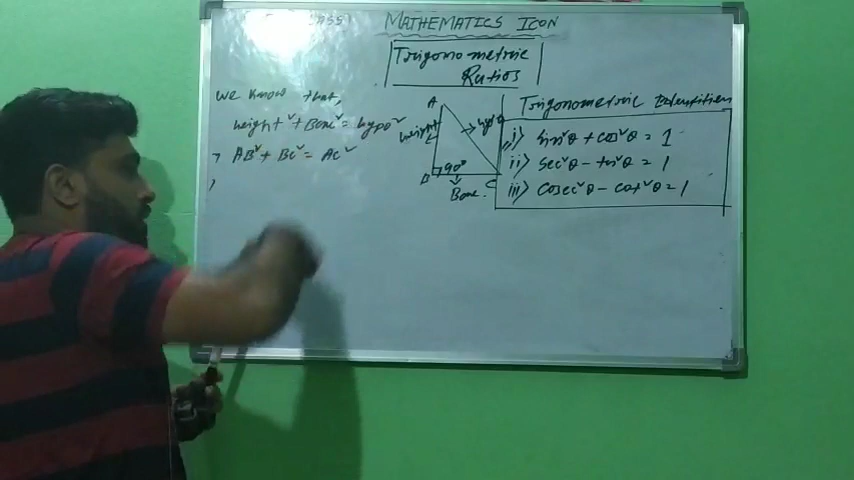 MATHEMATICS ICON
Trigonometric
Ratios
we know that,
height² + Base² = hypo²
⇒ AB² + BC² = AC²
A
height
hypo
B
90°
C
Base.
Trigonometric Identities
i) sin²θ + cos²θ = 1
ii) sec²θ - tan²θ = 1
iii) cosec²θ - cot²θ = 1